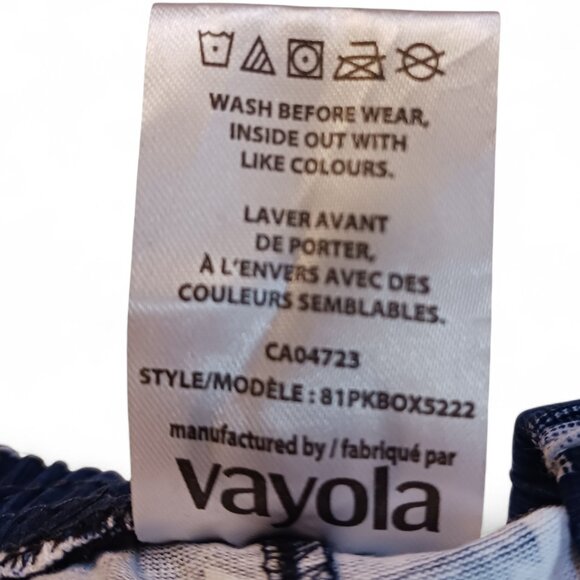 WASH BEFORE WEAR,
INSIDE OUT WITH
LIKE COLOURS.
LAVER AVANT
DE PORTER,
À L'ENVERS AVEC DES
COULEURS SEMBLABLES.
CA04723
STYLE/MODÈLE : 81PKBOX5222
manufactured by / fabriqué par
vayola